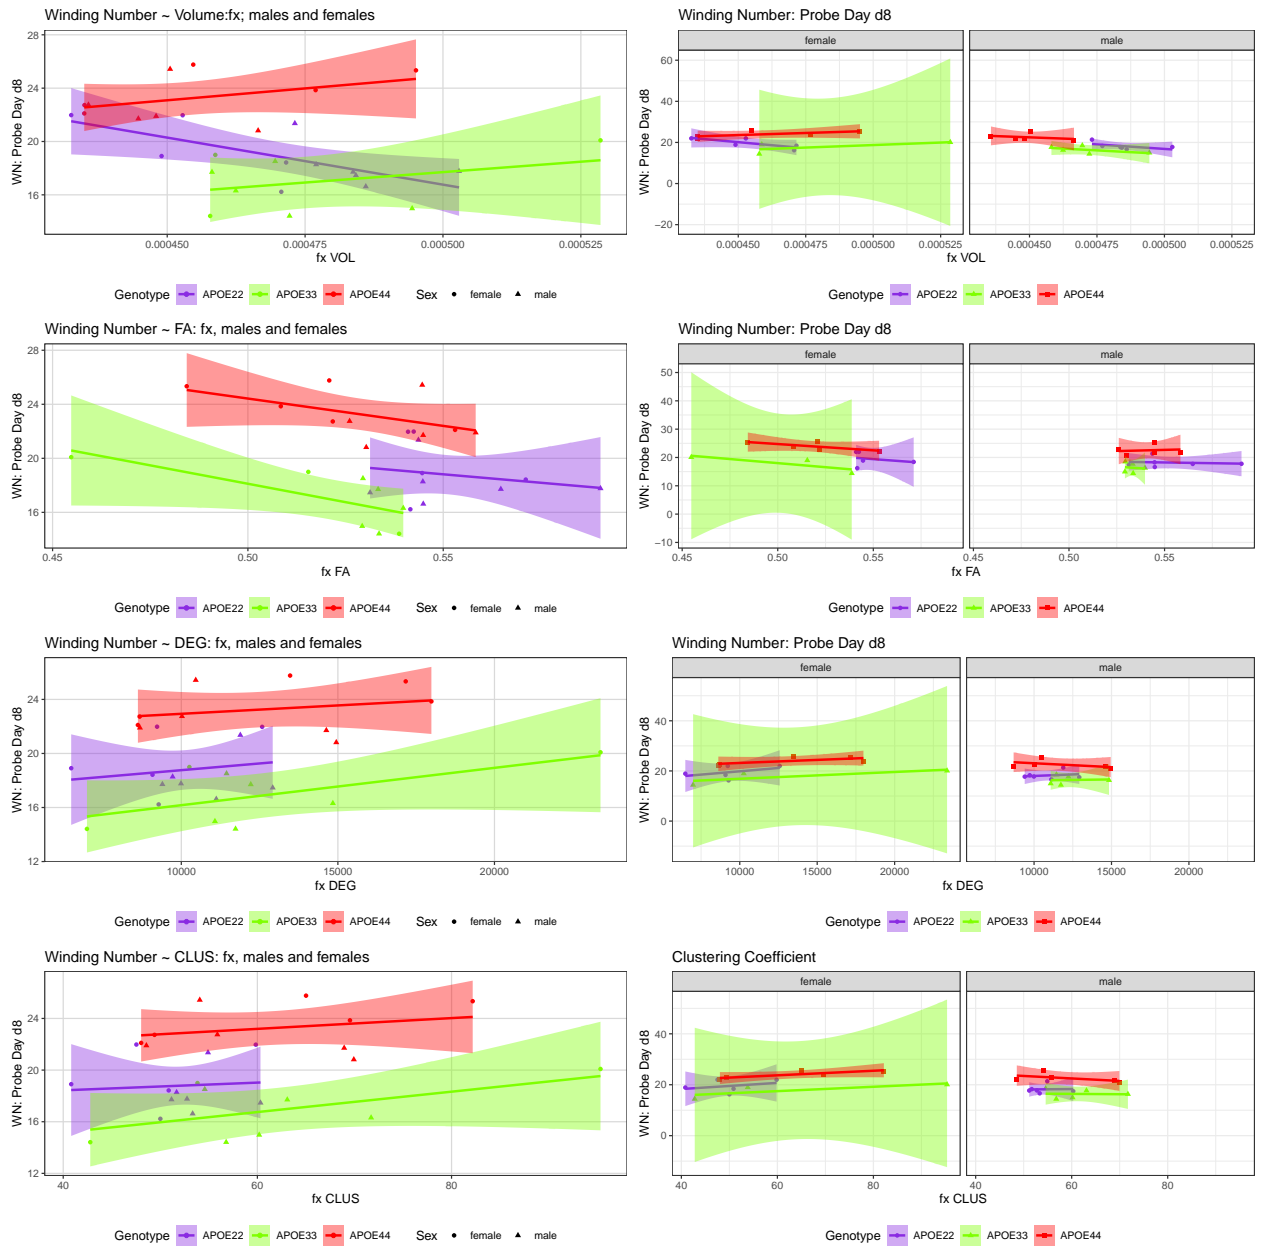 Winding Number ~ Volume:fx; males and females
28
24
20
16
WN: Probe Day d8
0.000450
0.000475
0.000500
0.000525
fx VOL
Genotype APOE22 APOE33 APOE44 Sex female male
Winding Number: Probe Day d8
female
male
60
40
20
0
−20
WN: Probe Day d8
0.000450
0.000475
0.000500
0.000525
0.000450
0.000475
0.000500
0.000525
fx VOL
Genotype APOE22 APOE33 APOE44
Winding Number ~ FA: fx, males and females
28
24
20
16
WN: Probe Day d8
0.45
0.50
0.55
fx FA
Genotype APOE22 APOE33 APOE44 Sex female male
Winding Number: Probe Day d8
female
male
50
40
30
20
10
0
−10
WN: Probe Day d8
0.45
0.50
0.55
0.45
0.50
0.55
fx FA
Genotype APOE22 APOE33 APOE44
Winding Number ~ DEG: fx, males and females
24
20
16
12
WN: Probe Day d8
10000
15000
20000
fx DEG
Genotype APOE22 APOE33 APOE44 Sex female male
Winding Number: Probe Day d8
female
male
40
20
0
WN: Probe Day d8
10000
15000
20000
10000
15000
20000
fx DEG
Genotype APOE22 APOE33 APOE44
Winding Number ~ CLUS: fx, males and females
24
20
16
12
WN: Probe Day d8
40
60
80
fx CLUS
Genotype APOE22 APOE33 APOE44 Sex female male
Clustering Coefficient
female
male
40
20
0
WN: Probe Day d8
40
50
60
70
80
90
40
50
60
70
80
90
fx CLUS
Genotype APOE22 APOE33 APOE44